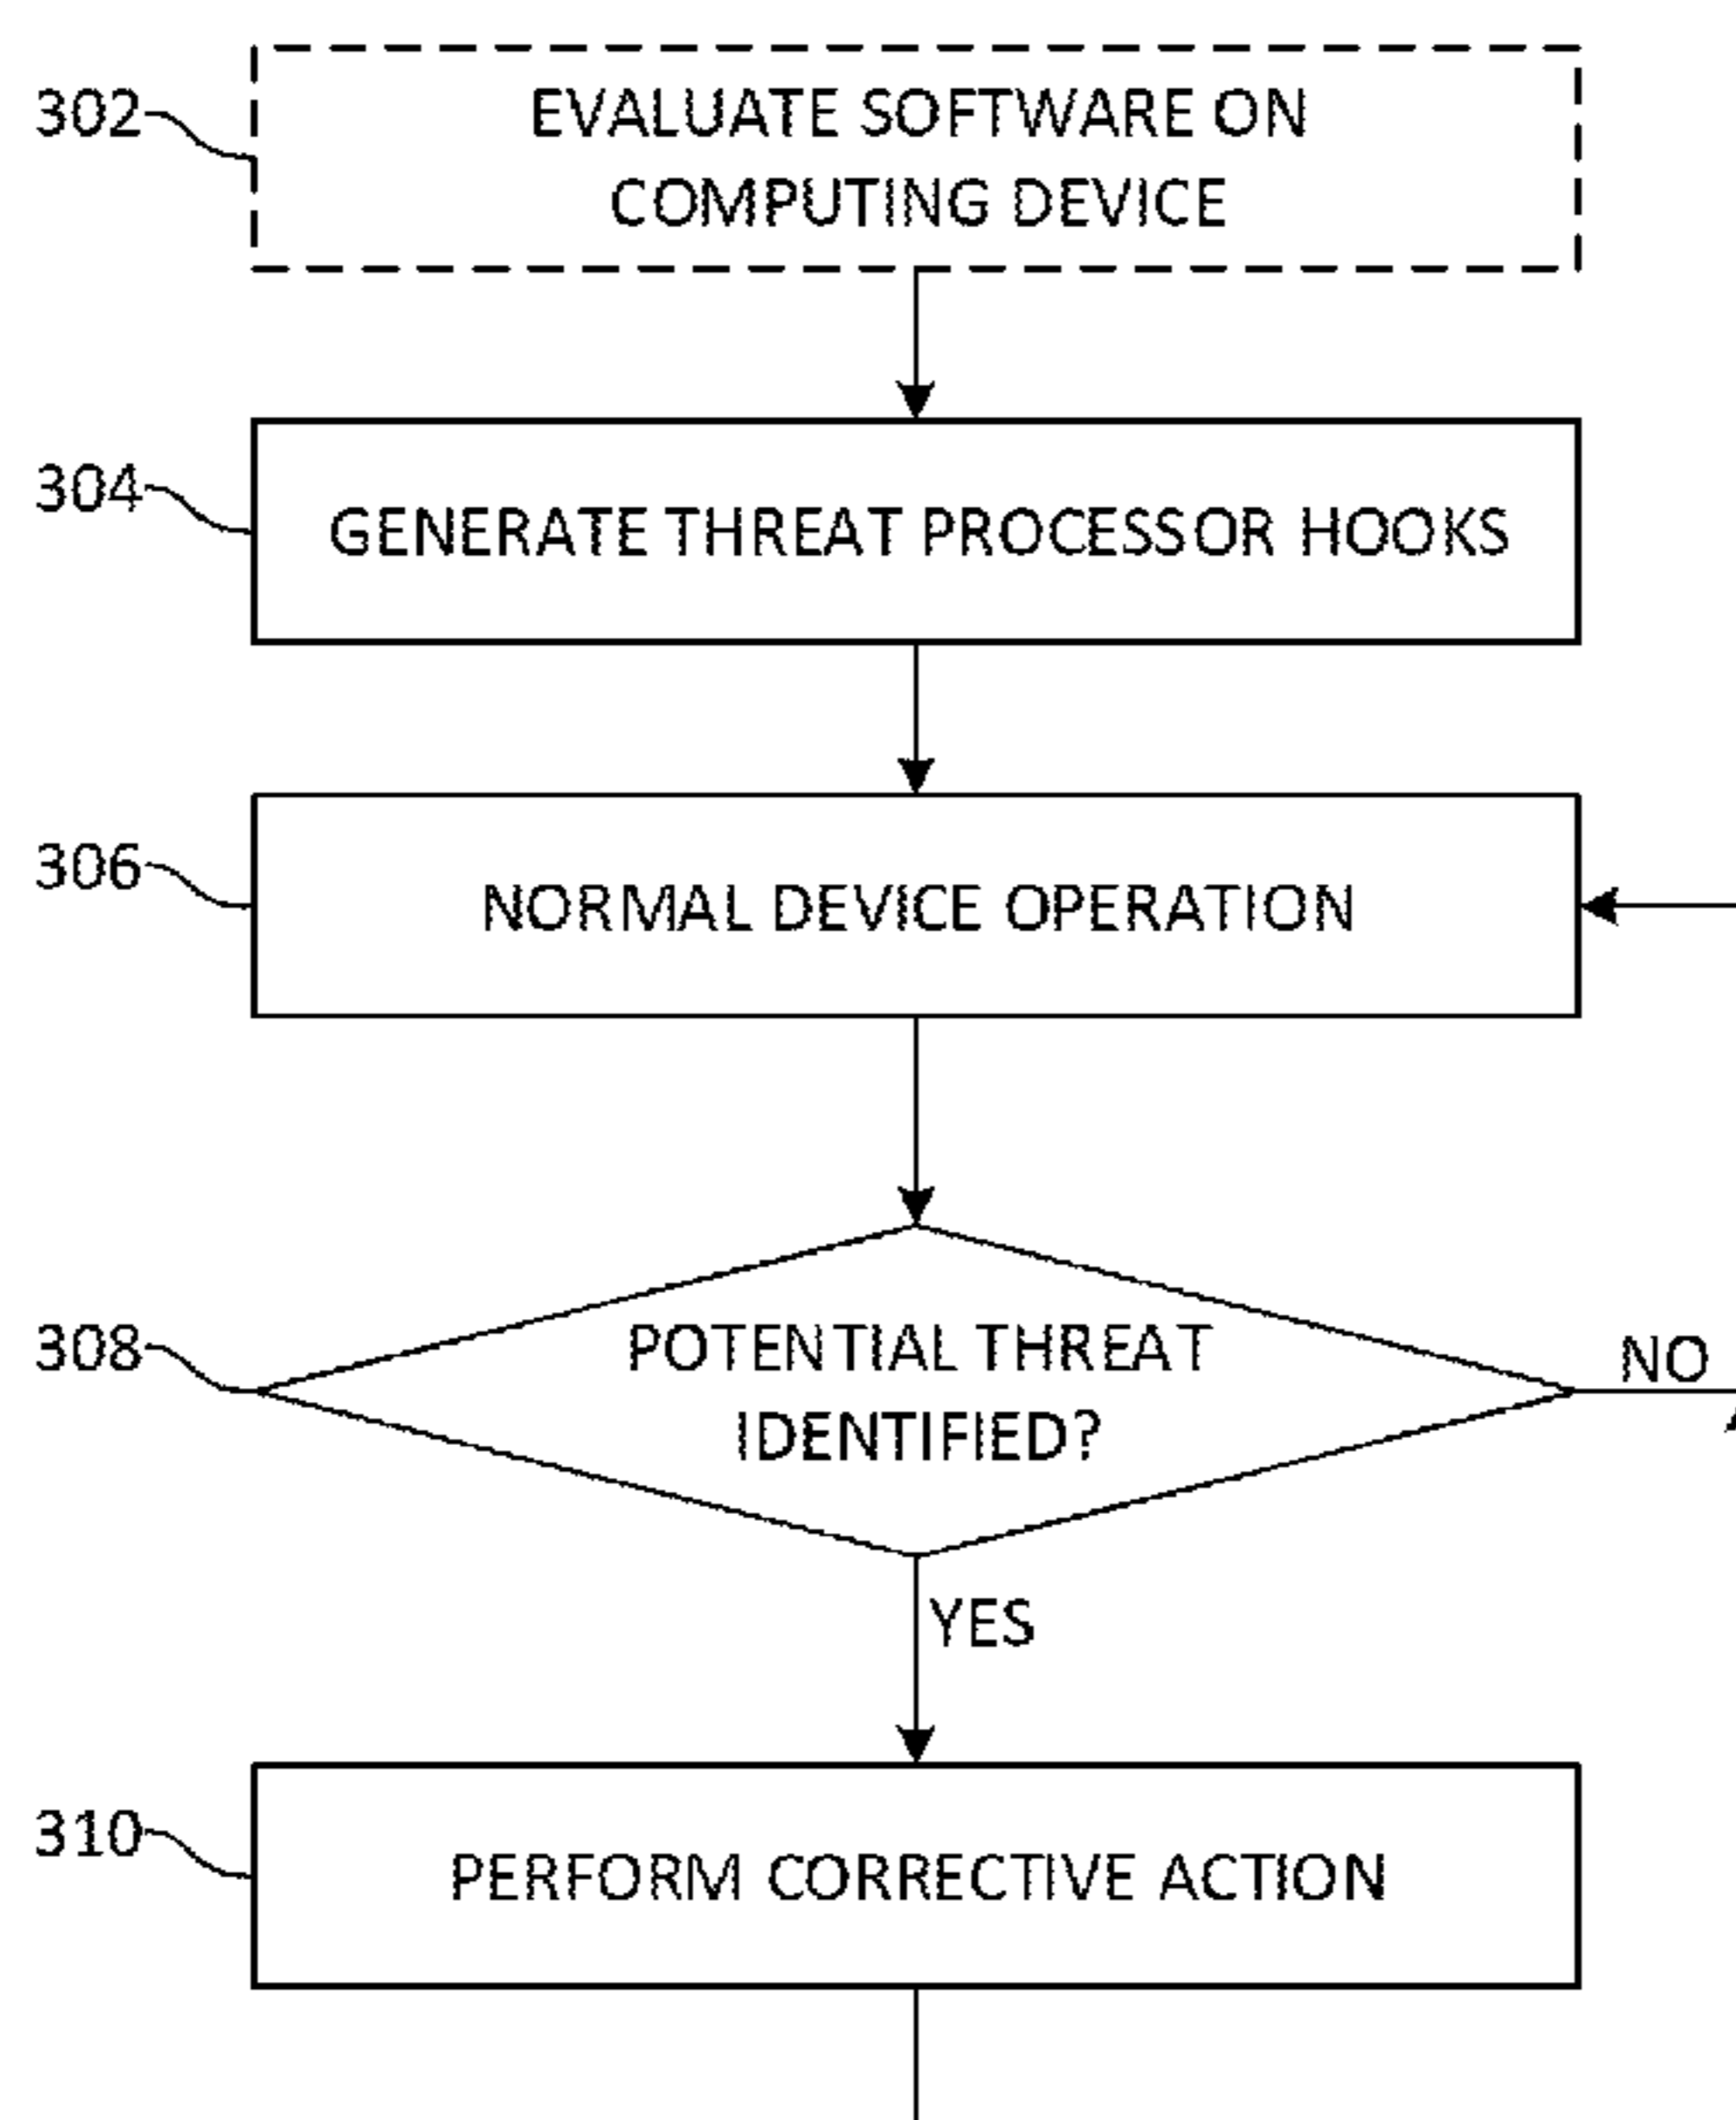 302
EVALUATE SOFTWARE ON
COMPUTING DEVICE
304
GENERATE THREAT PROCESSOR HOOKS
306
NORMAL DEVICE OPERATION
308
POTENTIAL THREAT
IDENTIFIED?
NO
YES
310
PERFORM CORRECTIVE ACTION